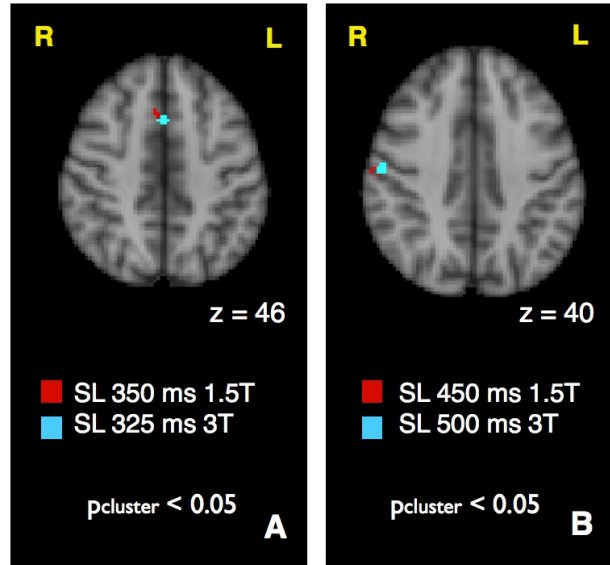 R L
z = 46
SL 350 ms 1.5T
SL 325 ms 3T
pcluster < 0.05
A
R L
z = 40
SL 450 ms 1.5T
SL 500 ms 3T
pcluster < 0.05
B